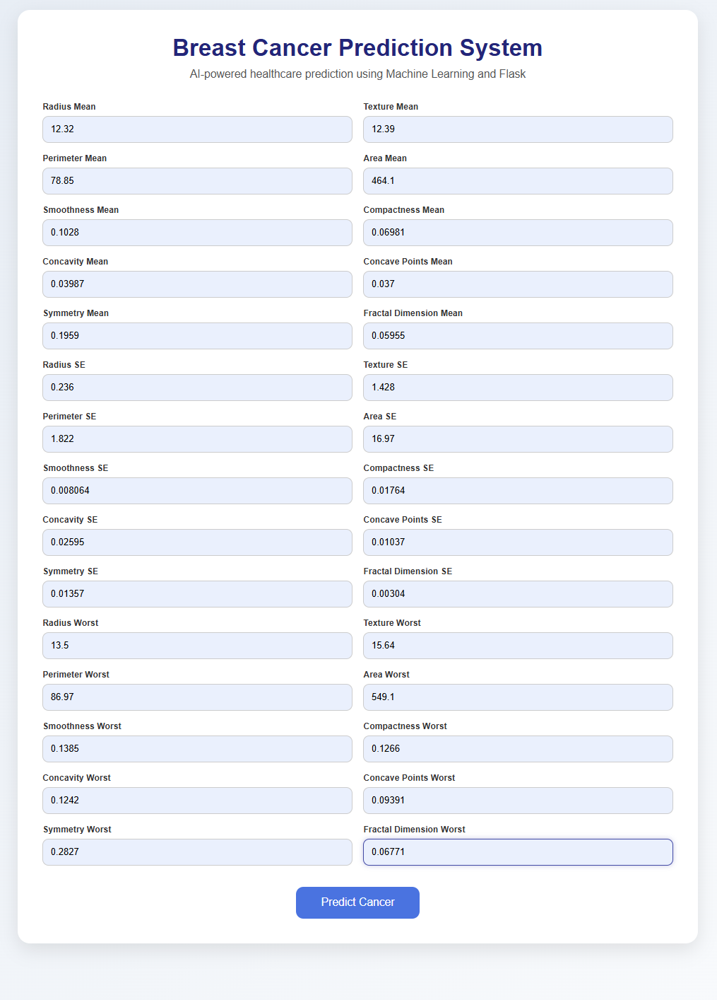 Breast Cancer Prediction System
AI-powered healthcare prediction using Machine Learning and Flask
Radius Mean
12.32
Texture Mean
12.39
Perimeter Mean
78.85
Area Mean
464.1
Smoothness Mean
0.1028
Compactness Mean
0.06981
Concavity Mean
0.03987
Concave Points Mean
0.037
Symmetry Mean
0.1959
Fractal Dimension Mean
0.05955
Radius SE
0.236
Texture SE
1.428
Perimeter SE
1.822
Area SE
16.97
Smoothness SE
0.008064
Compactness SE
0.01764
Concavity SE
0.02595
Concave Points SE
0.01037
Symmetry SE
0.01357
Fractal Dimension SE
0.00304
Radius Worst
13.5
Texture Worst
15.64
Perimeter Worst
86.97
Area Worst
549.1
Smoothness Worst
0.1385
Compactness Worst
0.1266
Concavity Worst
0.1242
Concave Points Worst
0.09391
Symmetry Worst
0.2827
Fractal Dimension Worst
0.06771
Predict Cancer